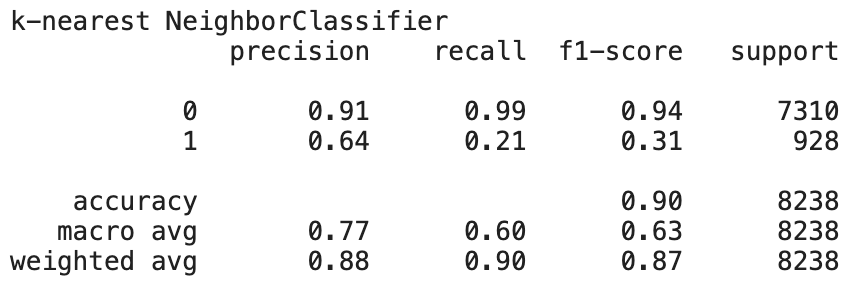 k-nearest NeighborClassifier
precision recall f1-score support
0 0.91 0.99 0.94 7310
1 0.64 0.21 0.31 928
accuracy 0.90 8238
macro avg 0.77 0.60 0.63 8238
weighted avg 0.88 0.90 0.87 8238